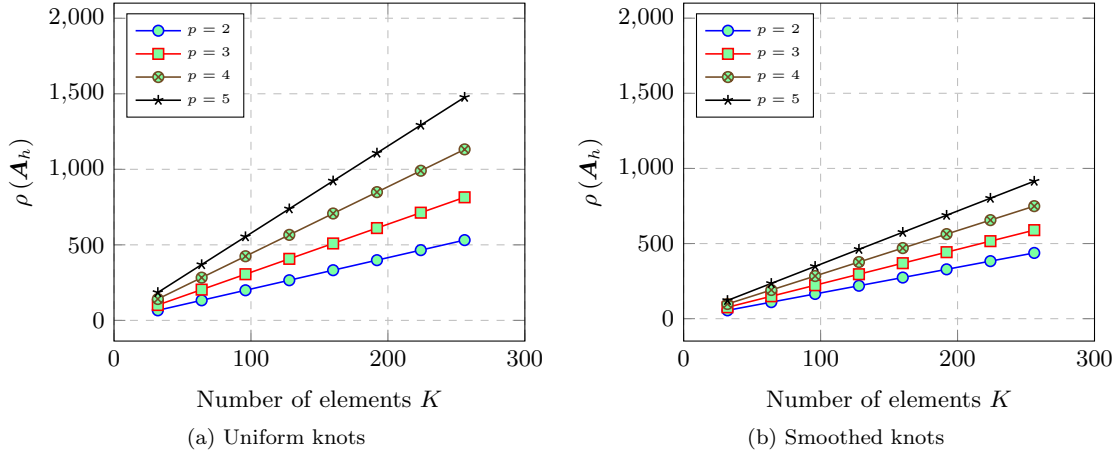 2,000
1,500
1,000
500
0
ρ (𝑨ₕ)
p = 2
p = 3
p = 4
p = 5
0 100 200 300
Number of elements K
(a) Uniform knots
2,000
1,500
1,000
500
0
ρ (𝑨ₕ)
p = 2
p = 3
p = 4
p = 5
0 100 200 300
Number of elements K
(b) Smoothed knots